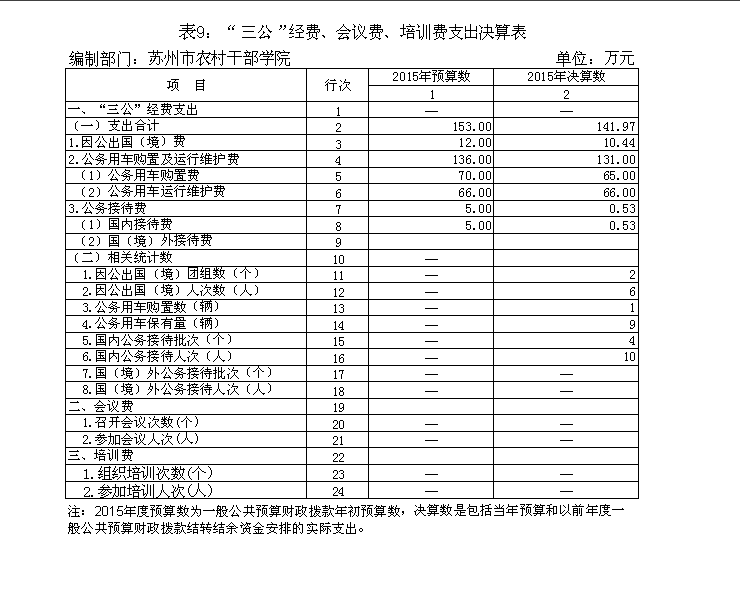 表9：“三公”经费、会议费、培训费支出决算表
编制部门：苏州市农村干部学院 单位：万元
项 目 行次 2015年预算数 2015年决算数
1 2
一、“三公”经费支出 1 — —
（一）支出合计 2 153.00 141.97
1.因公出国（境）费 3 12.00 10.44
2.公务用车购置及运行维护费 4 136.00 131.00
（1）公务用车购置费 5 70.00 65.00
（2）公务用车运行维护费 6 66.00 66.00
3.公务接待费 7 5.00 0.53
（1）国内接待费 8 5.00 0.53
（2）国（境）外接待费 9
（二）相关统计数 10 —
1.因公出国（境）团组数（个） 11 — 2
2.因公出国（境）人次数（人） 12 — 6
3.公务用车购置数（辆） 13 — 1
4.公务用车保有量（辆） 14 — 9
5.国内公务接待批次（个） 15 — 4
6.国内公务接待人次（人） 16 — 10
7.国（境）外公务接待批次（个） 17 — —
8.国（境）外公务接待人次（人） 18 — —
二、会议费 19
1.召开会议次数(个) 20 — —
2.参加会议人次(人) 21 — —
三、培训费 22
1.组织培训次数(个) 23 — —
2.参加培训人次(人) 24 — —
注：2015年度预算数为一般公共预算财政拨款年初预算数，决算数是包括当年预算和以前年度一
般公共预算财政拨款结转结余资金安排的实际支出。